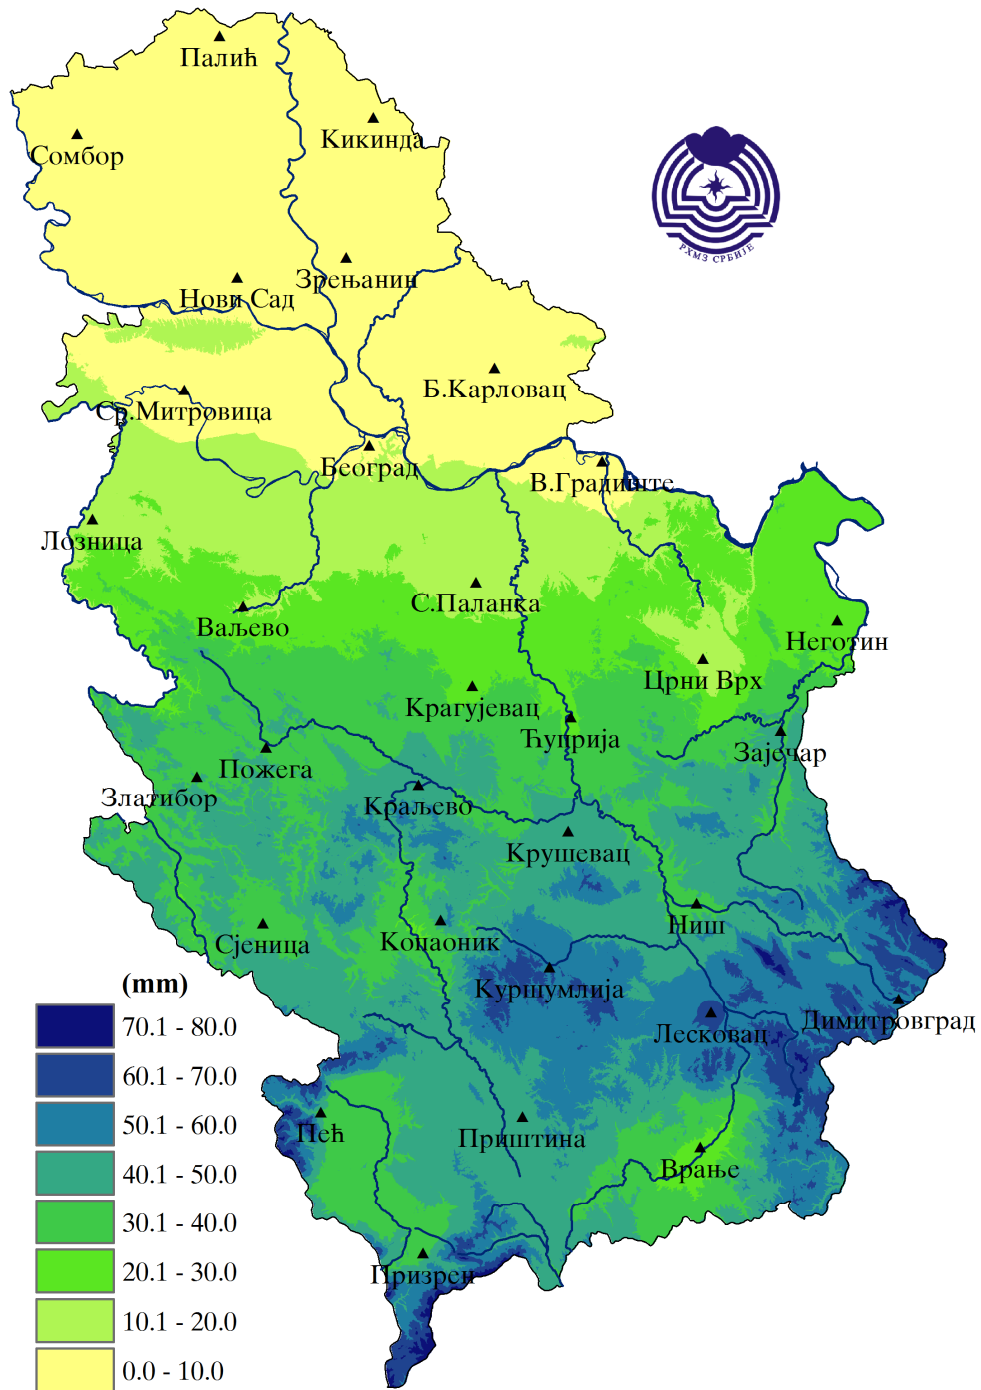 Палић
Кикинда
Сомбор
РХМЗ СРБИЈЕ
Зрењанин
Нови Сад
Б.Карловац
Ср.Митровица
Београд
В.Градиште
Лозница
С.Паланка
Ваљево
Неготин
Црни Врх
Крагујевац
Ћуприја
Зајечар
Пожега
Златибор
Краљево
Крушевац
Ниш
Сјеница
Копаоник
(mm)
Куршумлија
70.1 - 80.0
Лесковац
Димитровград
60.1 - 70.0
50.1 - 60.0
Пећ
Приштина
40.1 - 50.0
Врање
30.1 - 40.0
20.1 - 30.0
Призрен
10.1 - 20.0
0.0 - 10.0